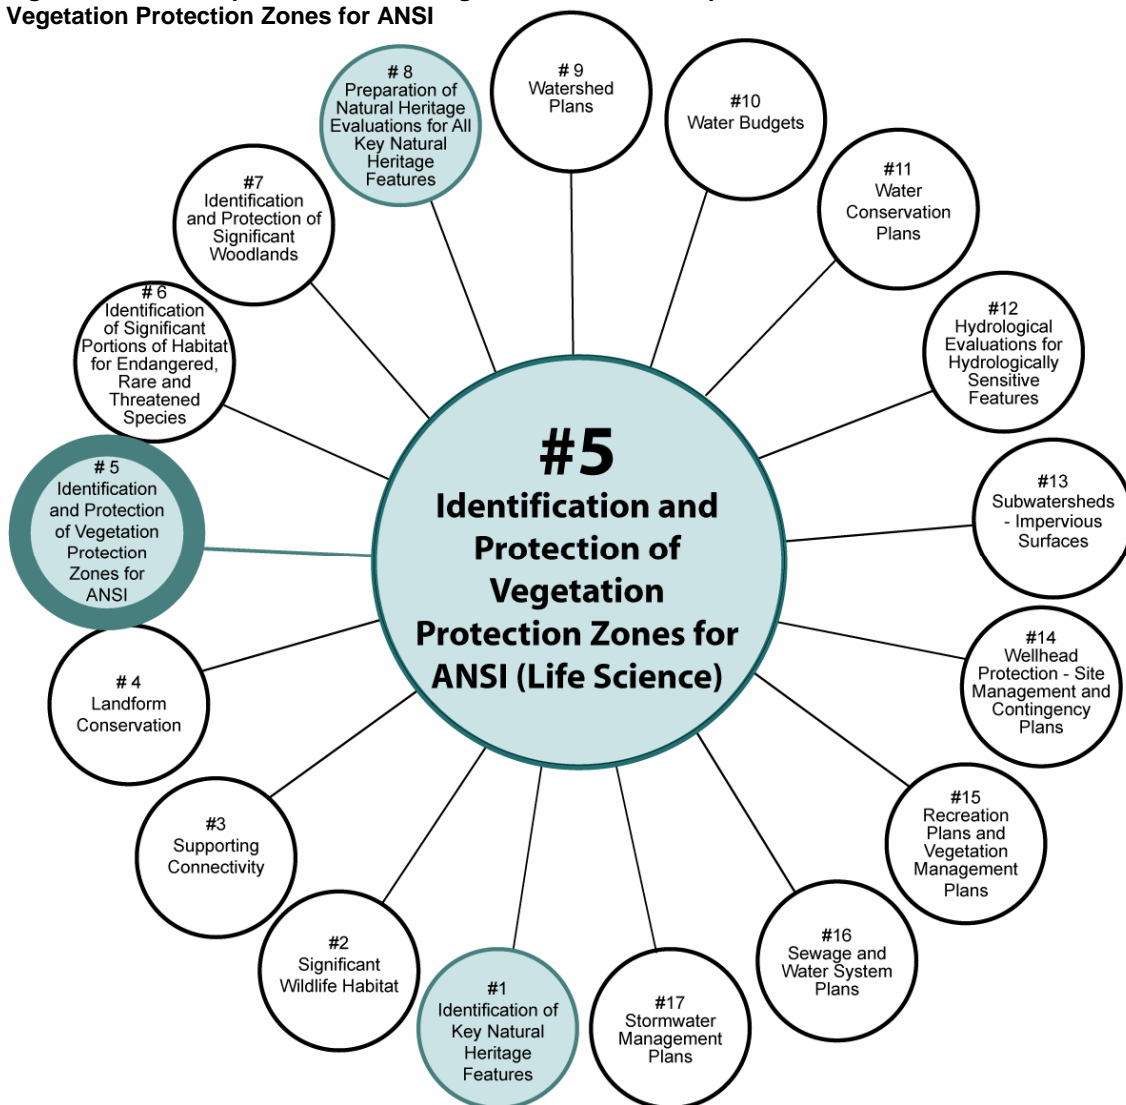 Vegetation Protection Zones for ANSI
# 8
Preparation of
Natural Heritage
Evaluations for All
Key Natural
Heritage
Features
# 9
Watershed
Plans
#10
Water Budgets
#11
Water
Conservation
Plans
#12
Hydrological
Evaluations for
Hydrologically
Sensitive
Features
#13
Subwatersheds
- Impervious
Surfaces
#14
Wellhead
Protection - Site
Management and
Contingency
Plans
#15
Recreation
Plans and
Vegetation
Management
Plans
#16
Sewage and
Water System
Plans
#17
Stormwater
Management
Plans
#1
Identification of
Key Natural
Heritage
Features
#2
Significant
Wildlife Habitat
#3
Supporting
Connectivity
# 4
Landform
Conservation
# 5
Identification
and Protection
of Vegetation
Protection
Zones for
ANSI
# 6
Identification
of Significant
Portions of Habitat
for Endangered,
Rare and
Threatened
Species
#7
Identification
and Protection of
Significant
Woodlands
#5
Identification and
Protection of
Vegetation
Protection Zones for
ANSI (Life Science)